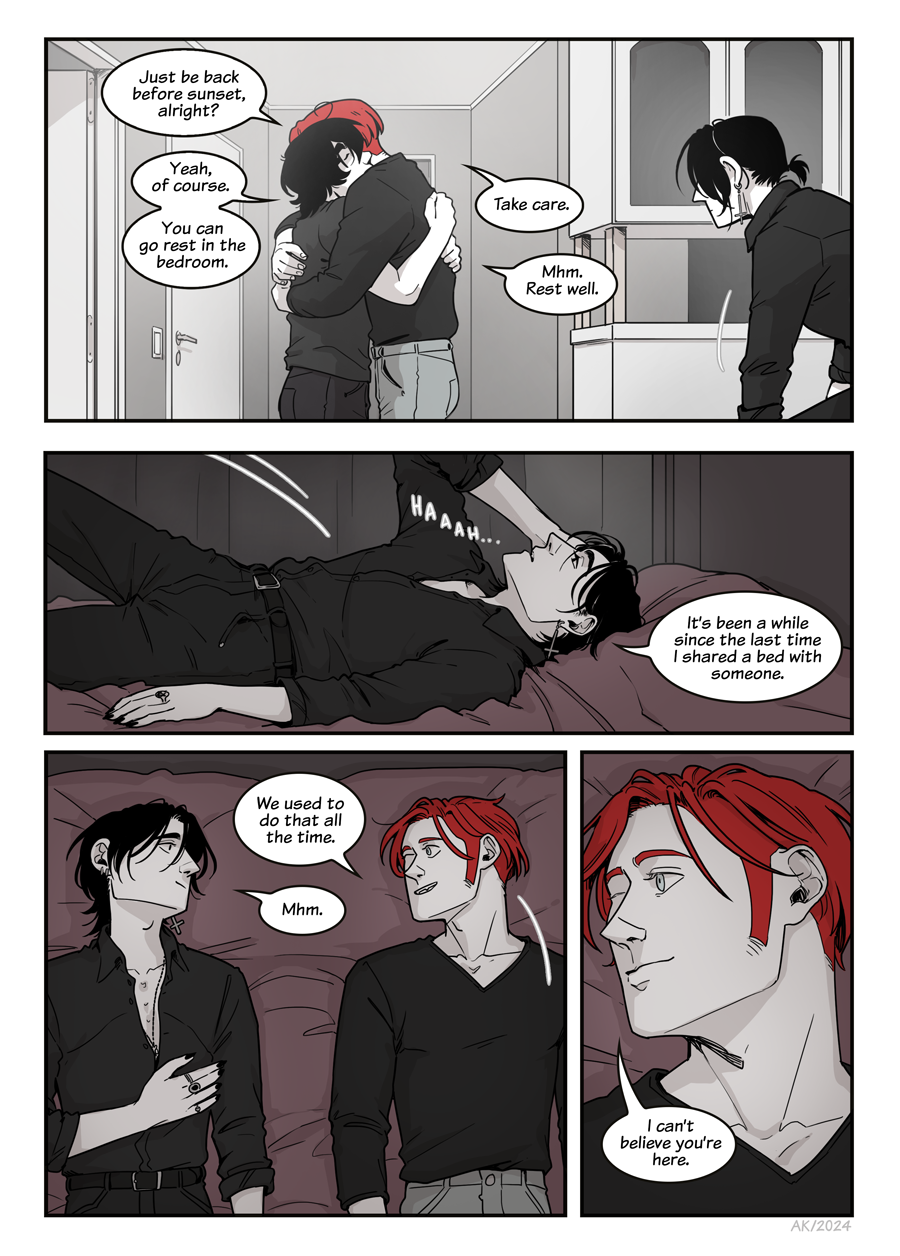 Just be back
before sunset,
alright?
Yeah,
of course.
You can
go rest in the
bedroom.
Take care.
Mhm.
Rest well.
HAAAH...
It's been a while
since the last time
I shared a bed with
someone.
We used to
do that all
the time.
Mhm.
I can't
believe you're
here.
AK/2024